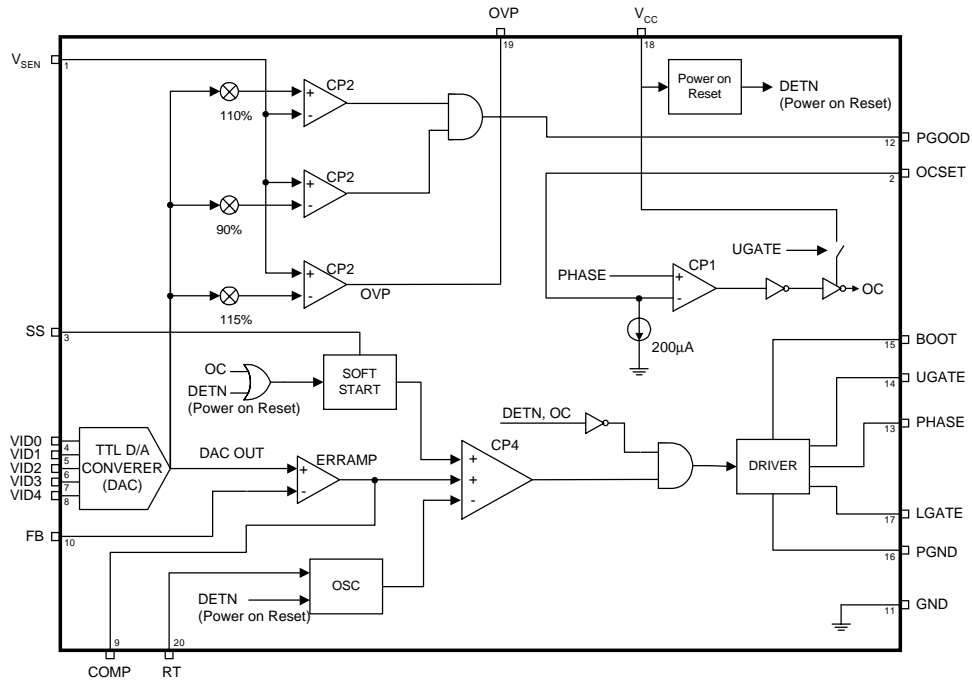 OVP
V_CC
19
18
V_SEN
1
CP2
+
-
110%
Power on
Reset
DETN
(Power on Reset)
PGOOD
12
CP2
+
-
90%
OCSET
2
UGATE
CP1
PHASE
+
-
OC
CP2
+
-
OVP
115%
200µA
SS
3
BOOT
15
OC
DETN
(Power on Reset)
SOFT
START
UGATE
14
DETN, OC
PHASE
13
VID0
4
VID1
5
VID2
6
VID3
7
VID4
8
TTL D/A
CONVERER
(DAC)
DAC OUT
ERRAMP
+
-
CP4
+
+
-
DRIVER
LGATE
17
FB
10
PGND
16
OSC
DETN
(Power on Reset)
GND
11
9
20
COMP
RT